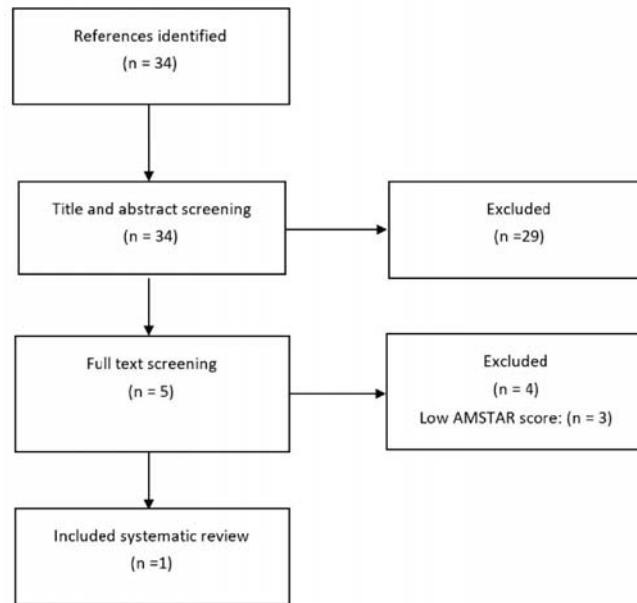 References identified
(n = 34)
Title and abstract screening
(n = 34)
Excluded
(n =29)
Full text screening
(n = 5)
Excluded
(n = 4)
Low AMSTAR score: (n = 3)
Included systematic review
(n =1)